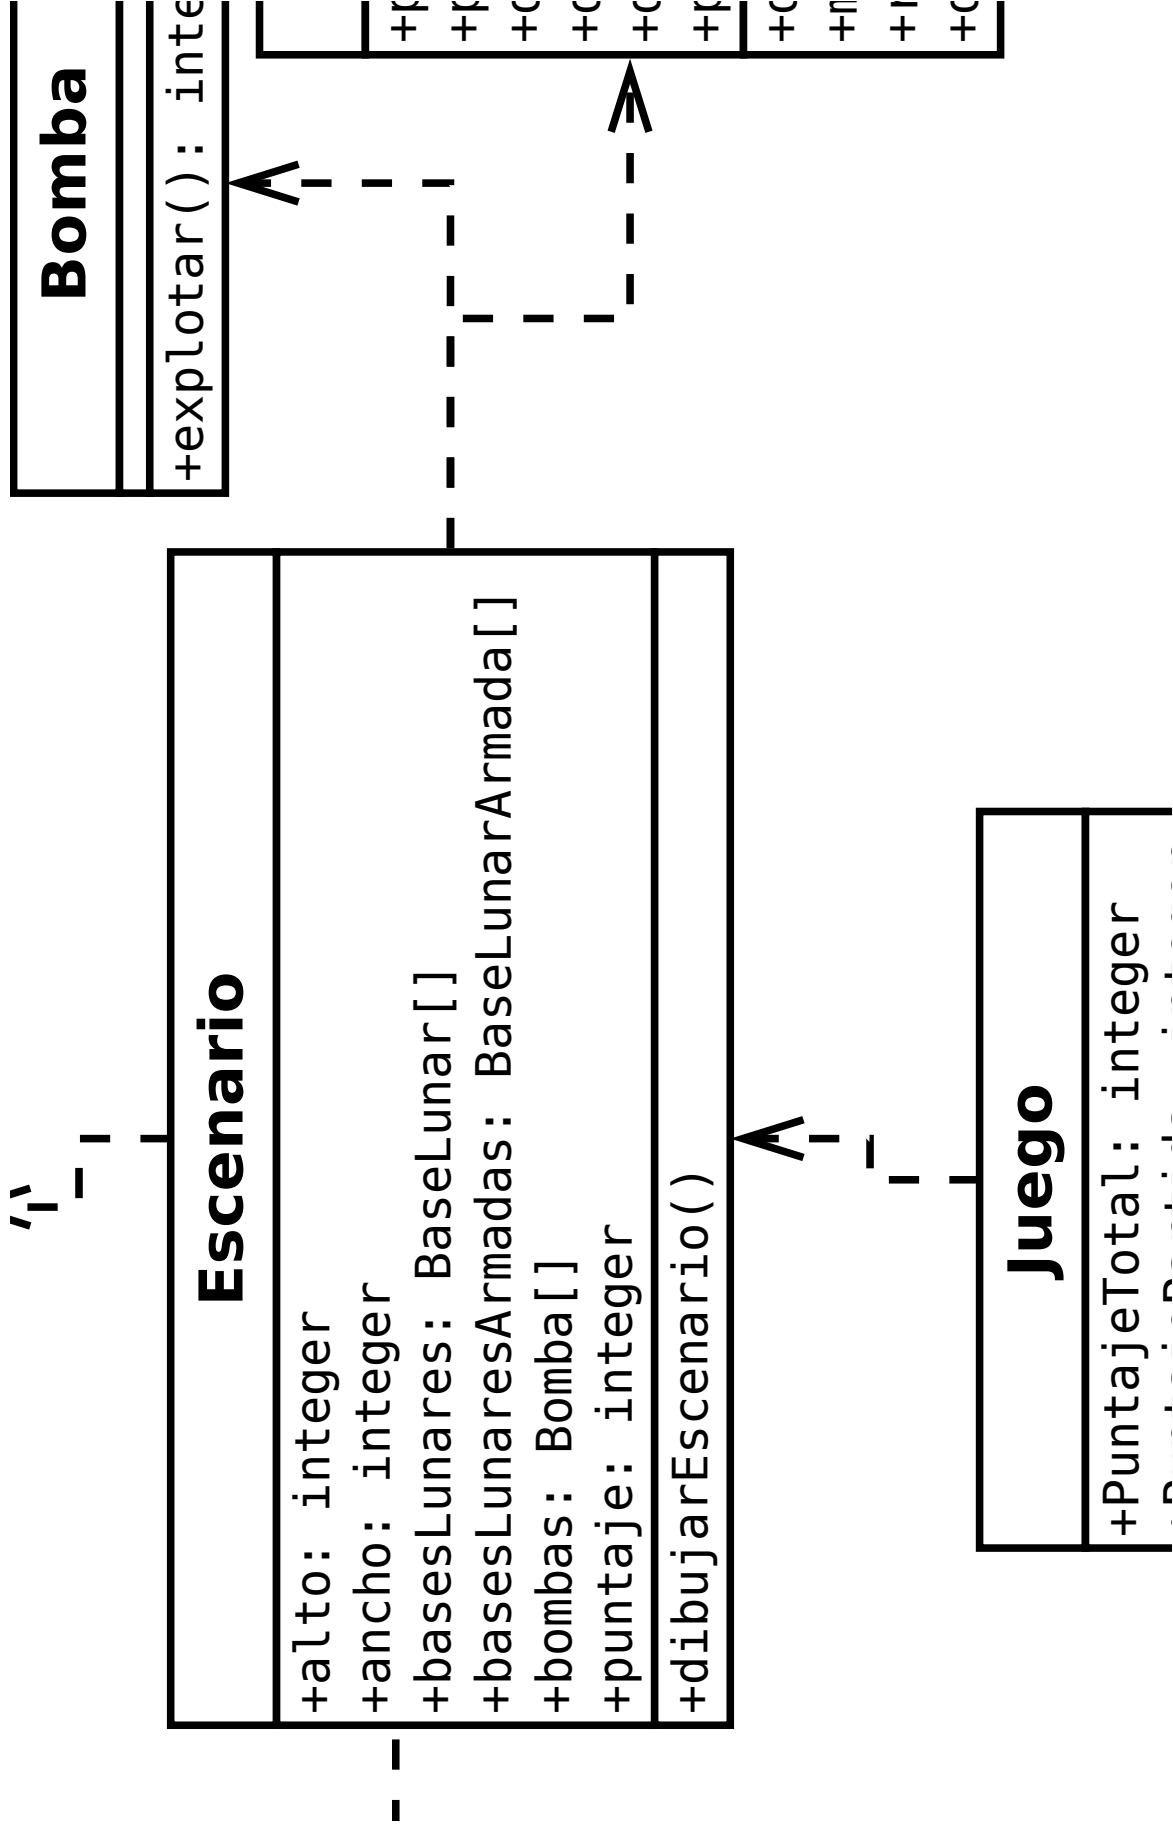 Bomba
+explotar(): inte
Escenario
+alto: integer
+ancho: integer
+basesLunares: BaseLunar[]
+basesLunaresArmadas: BaseLunarArmada[]
+bombas: Bomba[]
+puntaje: integer
+dibujarEscenario()
Juego
+PuntajeTotal: integer